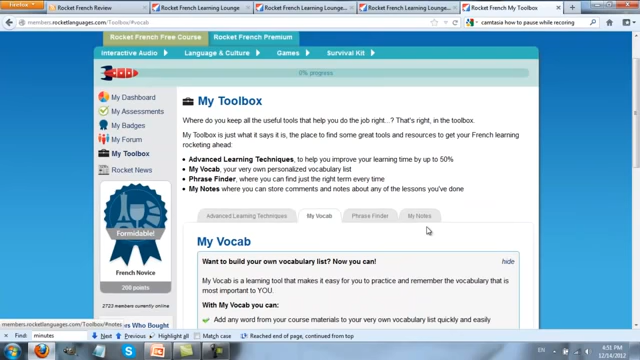 Firefox
Rocket French Review
Rocket French Learning Lounge...
Rocket French Learning Lounge...
Rocket French Learning Lounge...
Rocket French My Toolbox
members.rocketlanguages.com/Toolbox/#vocab
camtasia how to pause while recoring
Rocket French Free Course
Rocket French Premium
Interactive Audio
Language & Culture
Games
Survival Kit
0% progress
My Dashboard
My Assessments
My Badges
My Forum
My Toolbox
Rocket News
Formidable!
French Novice
200 points
2723 members currently online
ers Who Bought
My Toolbox
Where do you keep all the useful tools that help you do the job right...? That's right, in the toolbox.
My Toolbox is just what it says it is, the place to find some great tools and resources to get your French learning
rocketing ahead:
Advanced Learning Techniques, to help you improve your learning time by up to 50%
My Vocab, your very own personalized vocabulary list
Phrase Finder, where you can find just the right term every time
My Notes where you can store comments and notes about any of the lessons you've done
Advanced Learning Techniques
My Vocab
Phrase Finder
My Notes
My Vocab
Want to build your own vocabulary list? Now you can!
hide
My Vocab is a learning tool that makes it easy for you to practice and remember the vocabulary that is
most important to YOU.
With My Vocab you can:
Add any word from your course materials to your very own vocabulary list quickly and easily
members.rocketlanguages.com/Toolbox/#notes
Find: minutes
Next
Previous
Highlight all
Match case
Reached end of page, continued from top
EN
4:51 PM
12/14/2012